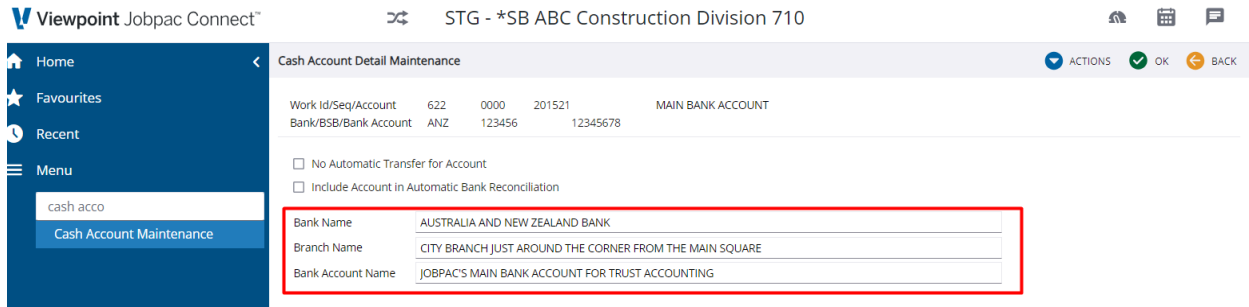 Viewpoint Jobpac Connect™
STG - *SB ABC Construction Division 710
Home
Cash Account Detail Maintenance
ACTIONS
OK
BACK
Favourites
Recent
Menu
cash acco
Cash Account Maintenance
Work Id/Seq/Account 622 0000 201521 MAIN BANK ACCOUNT
Bank/BSB/Bank Account ANZ 123456 12345678
No Automatic Transfer for Account
Include Account in Automatic Bank Reconciliation
Bank Name AUSTRALIA AND NEW ZEALAND BANK
Branch Name CITY BRANCH JUST AROUND THE CORNER FROM THE MAIN SQUARE
Bank Account Name JOBPAC'S MAIN BANK ACCOUNT FOR TRUST ACCOUNTING